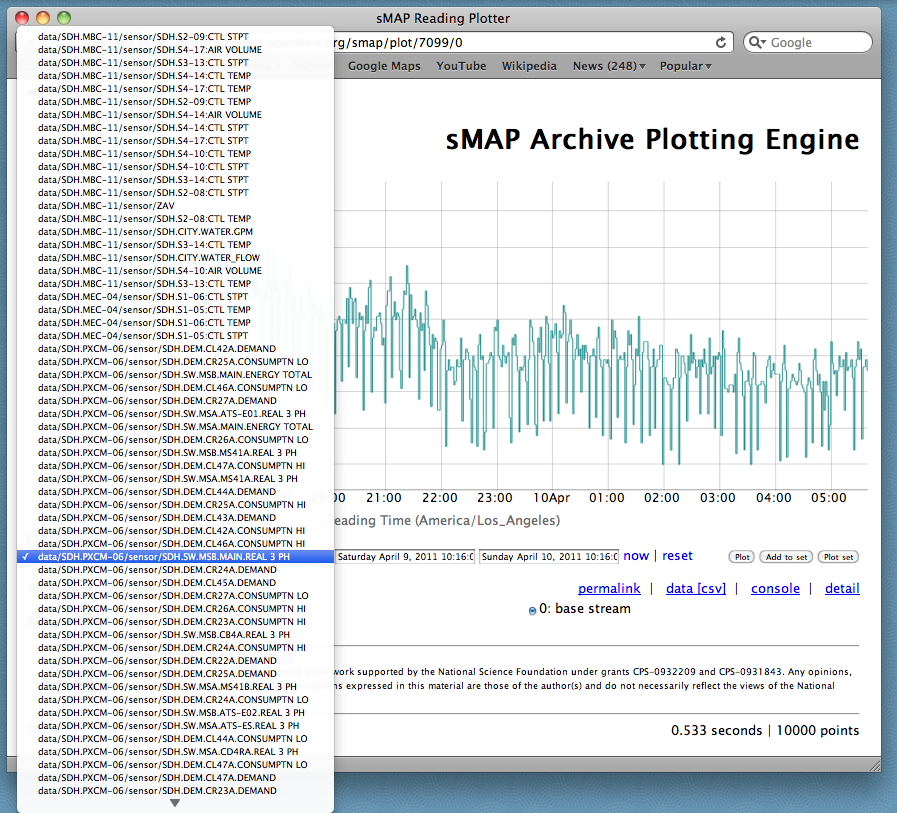 sMAP Reading Plotter
rg/smap/plot/7099/0
Google
Google Maps YouTube Wikipedia News (248) Popular
data/SDH.MBC-11/sensor/SDH.S2-09:CTL STPT
data/SDH.MBC-11/sensor/SDH.S4-17:AIR VOLUME
data/SDH.MBC-11/sensor/SDH.S3-13:CTL STPT
data/SDH.MBC-11/sensor/SDH.S4-14:CTL TEMP
data/SDH.MBC-11/sensor/SDH.S4-17:CTL TEMP
data/SDH.MBC-11/sensor/SDH.S2-09:CTL TEMP
data/SDH.MBC-11/sensor/SDH.S4-14:AIR VOLUME
data/SDH.MBC-11/sensor/SDH.S4-14:CTL STPT
data/SDH.MBC-11/sensor/SDH.S4-17:CTL STPT
data/SDH.MBC-11/sensor/SDH.S4-10:CTL TEMP
data/SDH.MBC-11/sensor/SDH.S4-10:CTL STPT
data/SDH.MBC-11/sensor/SDH.S3-14:CTL STPT
data/SDH.MBC-11/sensor/SDH.S2-08:CTL STPT
data/SDH.MBC-11/sensor/ZAV
data/SDH.MBC-11/sensor/SDH.S2-08:CTL TEMP
data/SDH.MBC-11/sensor/SDH.CITY.WATER.GPM
data/SDH.MBC-11/sensor/SDH.S3-14:CTL TEMP
data/SDH.MBC-11/sensor/SDH.CITY.WATER_FLOW
data/SDH.MBC-11/sensor/SDH.S4-10:AIR VOLUME
data/SDH.MBC-11/sensor/SDH.S3-13:CTL TEMP
data/SDH.MEC-04/sensor/SDH.S1-06:CTL STPT
data/SDH.MEC-04/sensor/SDH.S1-05:CTL TEMP
data/SDH.MEC-04/sensor/SDH.S1-06:CTL TEMP
data/SDH.MEC-04/sensor/SDH.S1-05:CTL STPT
data/SDH.PXCM-06/sensor/SDH.DEM.CL42A.DEMAND
data/SDH.PXCM-06/sensor/SDH.DEM.CR25A.CONSUMPTN LO
data/SDH.PXCM-06/sensor/SDH.SW.MSB.MAIN.ENERGY TOTAL
data/SDH.PXCM-06/sensor/SDH.DEM.CL46A.CONSUMPTN LO
data/SDH.PXCM-06/sensor/SDH.DEM.CR27A.DEMAND
data/SDH.PXCM-06/sensor/SDH.SW.MSA.ATS-E01.REAL 3 PH
data/SDH.PXCM-06/sensor/SDH.SW.MSA.MAIN.ENERGY TOTAL
data/SDH.PXCM-06/sensor/SDH.DEM.CR26A.CONSUMPTN LO
data/SDH.PXCM-06/sensor/SDH.SW.MSB.MS41A.REAL 3 PH
data/SDH.PXCM-06/sensor/SDH.DEM.CL47A.CONSUMPTN HI
data/SDH.PXCM-06/sensor/SDH.SW.MSA.MS41A.REAL 3 PH
data/SDH.PXCM-06/sensor/SDH.DEM.CL44A.DEMAND
data/SDH.PXCM-06/sensor/SDH.DEM.CR25A.CONSUMPTN HI
data/SDH.PXCM-06/sensor/SDH.DEM.CL43A.DEMAND
data/SDH.PXCM-06/sensor/SDH.DEM.CL42A.CONSUMPTN HI
data/SDH.PXCM-06/sensor/SDH.DEM.CL46A.CONSUMPTN HI
data/SDH.PXCM-06/sensor/SDH.SW.MSB.MAIN.REAL 3 PH
data/SDH.PXCM-06/sensor/SDH.DEM.CR24A.DEMAND
data/SDH.PXCM-06/sensor/SDH.DEM.CL45A.DEMAND
data/SDH.PXCM-06/sensor/SDH.DEM.CR27A.CONSUMPTN LO
data/SDH.PXCM-06/sensor/SDH.DEM.CR26A.CONSUMPTN HI
data/SDH.PXCM-06/sensor/SDH.DEM.CR23A.CONSUMPTN HI
data/SDH.PXCM-06/sensor/SDH.SW.MSB.CB4A.REAL 3 PH
data/SDH.PXCM-06/sensor/SDH.DEM.CR24A.CONSUMPTN HI
data/SDH.PXCM-06/sensor/SDH.DEM.CR22A.DEMAND
data/SDH.PXCM-06/sensor/SDH.DEM.CR25A.DEMAND
data/SDH.PXCM-06/sensor/SDH.SW.MSA.MS41B.REAL 3 PH
data/SDH.PXCM-06/sensor/SDH.DEM.CR24A.CONSUMPTN LO
data/SDH.PXCM-06/sensor/SDH.SW.MSB.ATS-E02.REAL 3 PH
data/SDH.PXCM-06/sensor/SDH.SW.MSA.ATS-ES.REAL 3 PH
data/SDH.PXCM-06/sensor/SDH.DEM.CL44A.CONSUMPTN LO
data/SDH.PXCM-06/sensor/SDH.SW.MSA.CD4RA.REAL 3 PH
data/SDH.PXCM-06/sensor/SDH.DEM.CL47A.CONSUMPTN LO
data/SDH.PXCM-06/sensor/SDH.DEM.CL47A.DEMAND
data/SDH.PXCM-06/sensor/SDH.DEM.CR23A.DEMAND
sMAP Archive Plotting Engine
00 21:00 22:00 23:00 10Apr 01:00 02:00 03:00 04:00 05:00
eading Time (America/Los_Angeles)
Saturday April 9, 2011 10:16:0 Sunday April 10, 2011 10:16:0 now | reset Plot Add to set Plot set
permalink | data [csv] | console | detail
0: base stream
work supported by the National Science Foundation under grants CPS-0932209 and CPS-0931843. Any opinions,
ns expressed in this material are those of the author(s) and do not necessarily reflect the views of the National
0.533 seconds | 10000 points